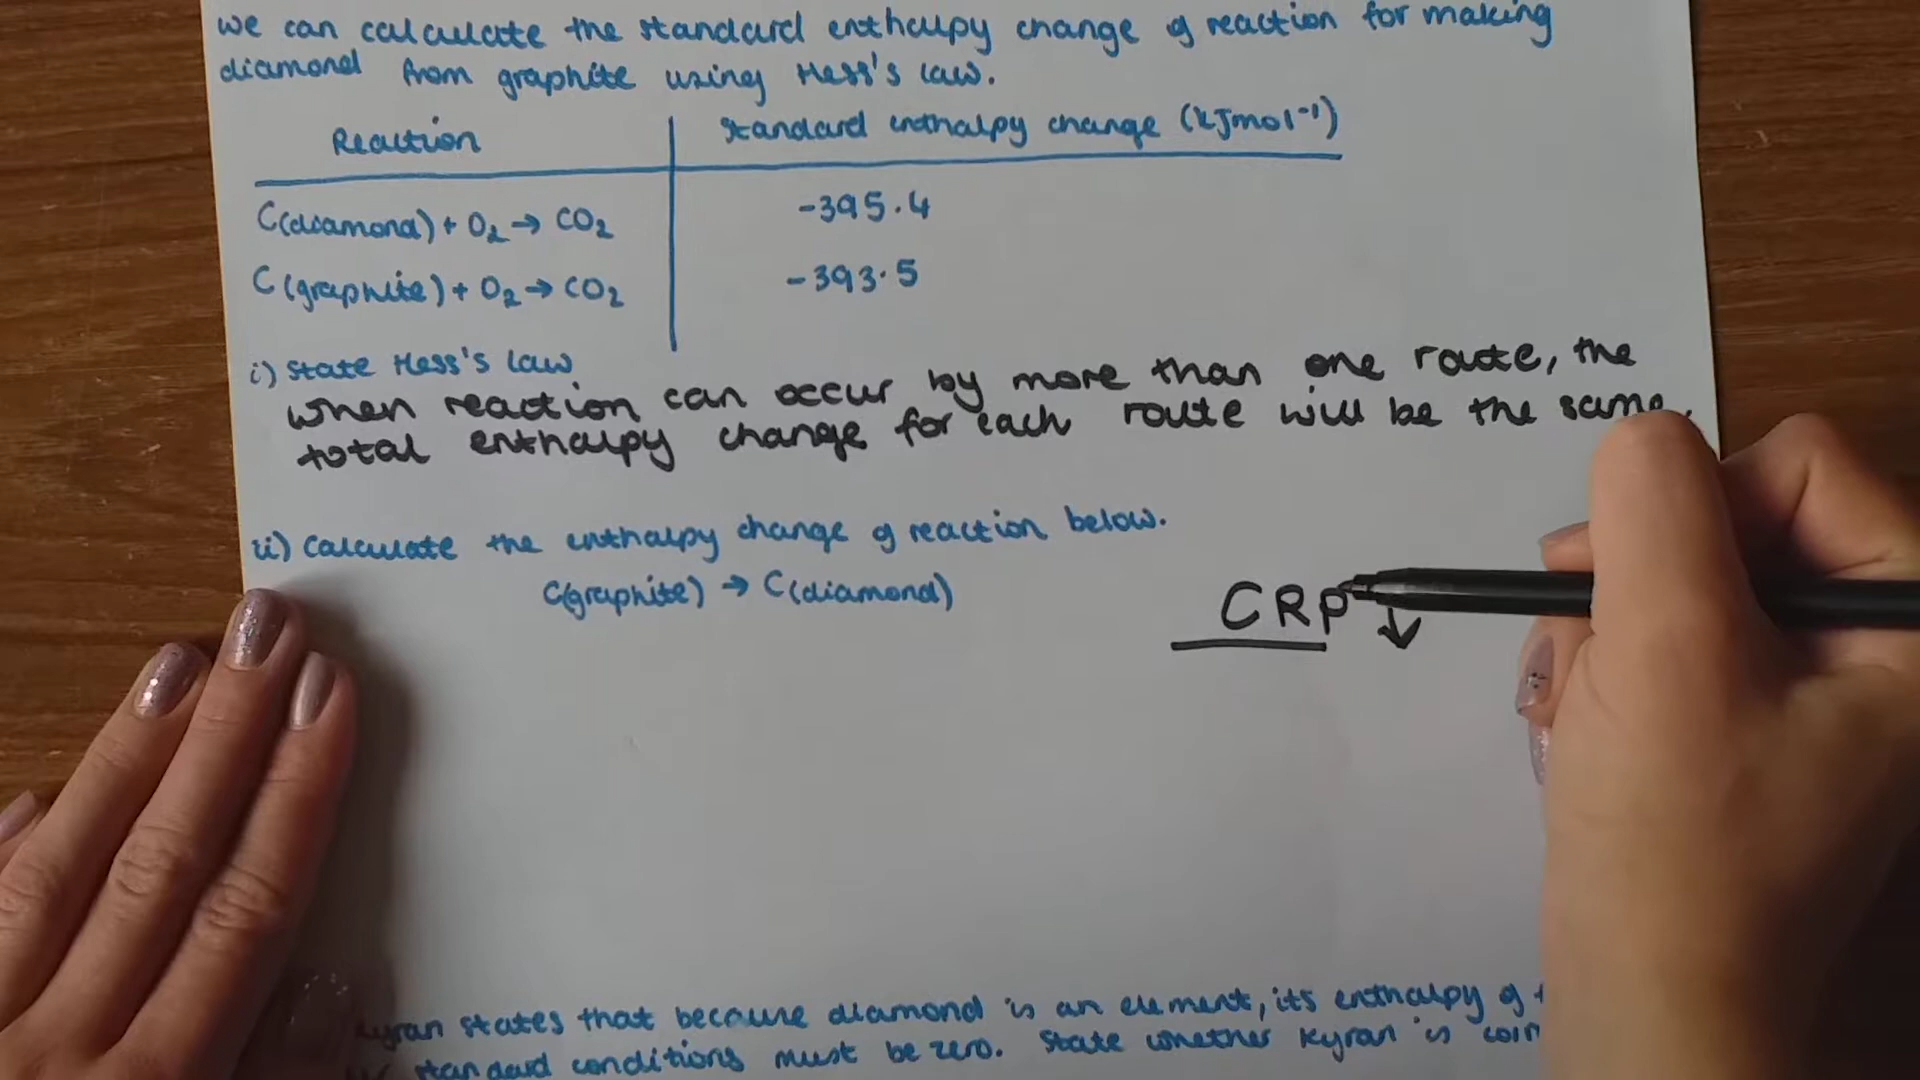 we can calculate the standard enthalpy change of reaction for making
diamond from graphite using Hess's law.
Reaction Standard enthalpy change (kJmol⁻¹)
C(diamond) + O₂ → CO₂ -395.4
C(graphite) + O₂ → CO₂ -393.5
i) State Hess's law
when reaction can occur by more than one route, the
total enthalpy change for each route will be the same.
ii) Calculate the enthalpy change of reaction below.
C(graphite) → C(diamond)
CRP ↓
Kyran states that because diamond is an element, its enthalpy of
standard conditions must be zero. State whether Kyran is